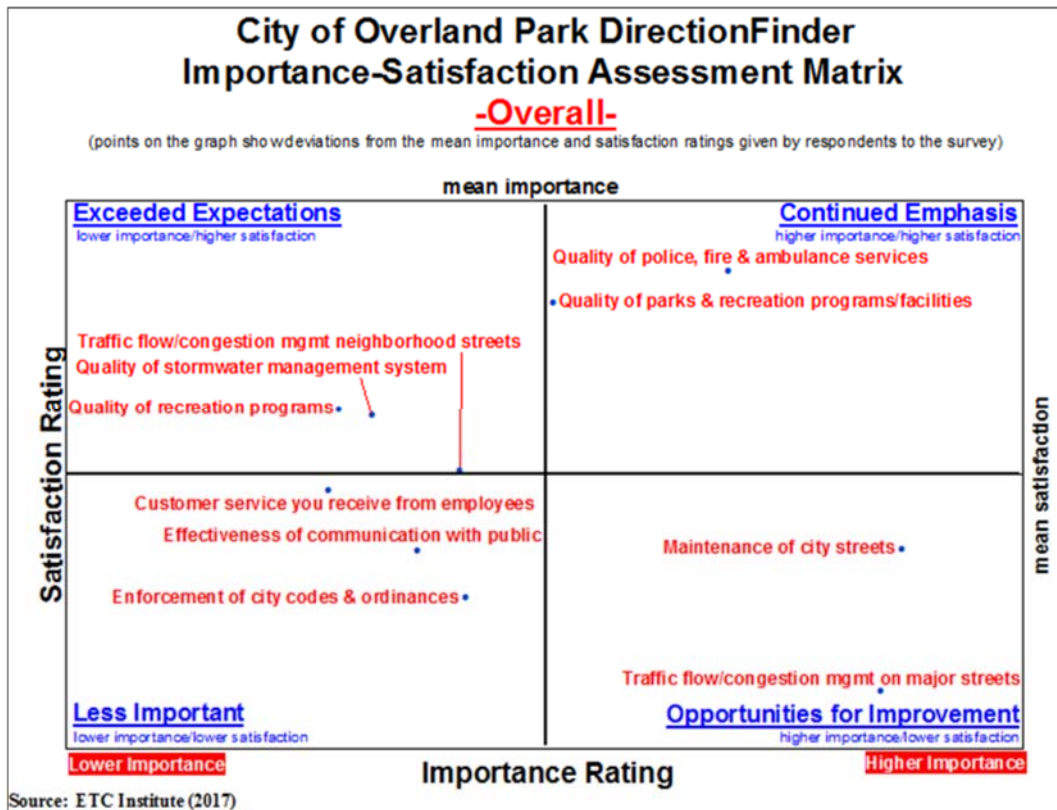 City of Overland Park DirectionFinder
Importance-Satisfaction Assessment Matrix
-Overall-
(points on the graph show deviations from the mean importance and satisfaction ratings given by respondents to the survey)
mean importance
Exceeded Expectations
lower importance/higher satisfaction
Continued Emphasis
higher importance/higher satisfaction
Quality of police, fire & ambulance services
Quality of parks & recreation programs/facilities
Traffic flow/congestion mgmt neighborhood streets
Quality of stormwater management system
Quality of recreation programs
Satisfaction Rating
mean satisfaction
Customer service you receive from employees
Effectiveness of communication with public
Maintenance of city streets
Enforcement of city codes & ordinances
Traffic flow/congestion mgmt on major streets
Less Important
lower importance/lower satisfaction
Opportunities for Improvement
higher importance/lower satisfaction
Lower Importance
Importance Rating
Higher Importance
Source: ETC Institute (2017)